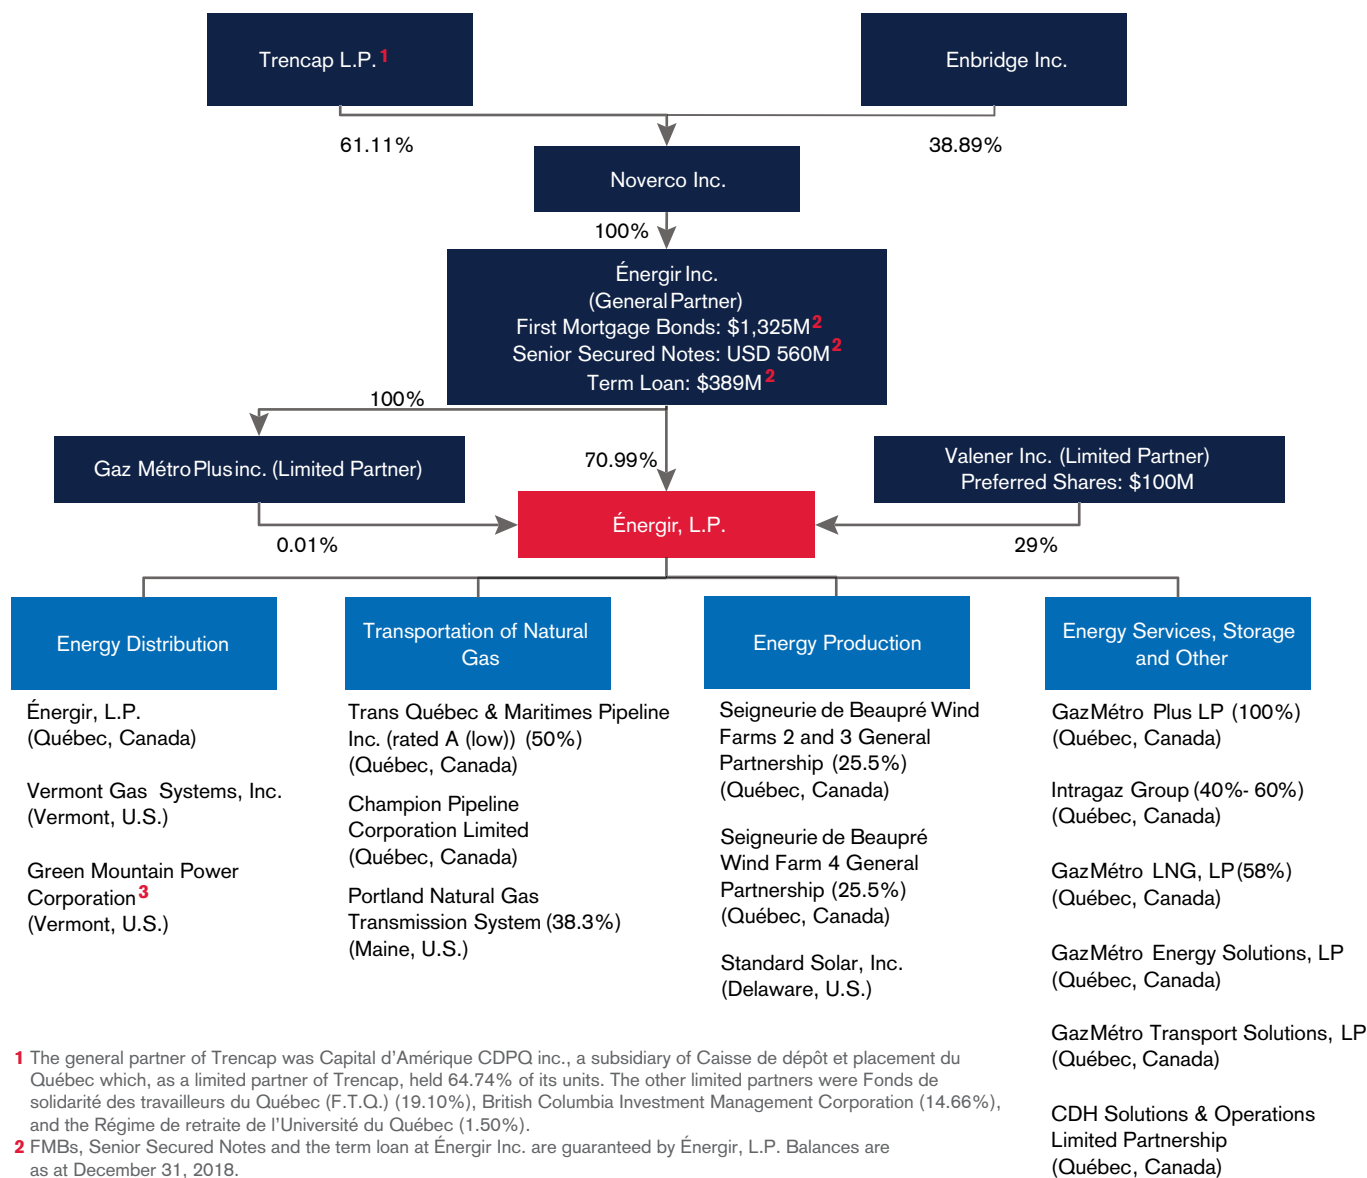 Trencap L.P. 1
Enbridge Inc.
61.11%
38.89%
Noverco Inc.
100%
Énergir Inc.
(General Partner)
First Mortgage Bonds: $1,325M 2
Senior Secured Notes: USD 560M 2
Term Loan: $389M 2
100%
Gaz Métro Plus inc. (Limited Partner)
70.99%
Valener Inc. (Limited Partner)
Preferred Shares: $100M
Énergir, L.P.
0.01%
29%
Energy Distribution
Énergir, L.P.
(Québec, Canada)
Vermont Gas Systems, Inc.
(Vermont, U.S.)
Green Mountain Power
Corporation 3
(Vermont, U.S.)
Transportation of Natural
Gas
Trans Québec & Maritimes Pipeline
Inc. (rated A (low)) (50%)
(Québec, Canada)
Champion Pipeline
Corporation Limited
(Québec, Canada)
Portland Natural Gas
Transmission System (38.3%)
(Maine, U.S.)
Energy Production
Seigneurie de Beaupré Wind
Farms 2 and 3 General
Partnership (25.5%)
(Québec, Canada)
Seigneurie de Beaupré
Wind Farm 4 General
Partnership (25.5%)
(Québec, Canada)
Standard Solar, Inc.
(Delaware, U.S.)
Energy Services, Storage
and Other
GazMétro Plus LP (100%)
(Québec, Canada)
Intragaz Group (40%- 60%)
(Québec, Canada)
GazMétro LNG, LP (58%)
(Québec, Canada)
GazMétro Energy Solutions, LP
(Québec, Canada)
GazMétro Transport Solutions, LP
(Québec, Canada)
CDH Solutions & Operations
Limited Partnership
(Québec, Canada)
1 The general partner of Trencap was Capital d'Amérique CDPQ inc., a subsidiary of Caisse de dépôt et placement du
Québec which, as a limited partner of Trencap, held 64.74% of its units. The other limited partners were Fonds de
solidarité des travailleurs du Québec (F.T.Q.) (19.10%), British Columbia Investment Management Corporation (14.66%),
and the Régime de retraite de l'Université du Québec (1.50%).
2 FMBs, Senior Secured Notes and the term loan at Énergir Inc. are guaranteed by Énergir, L.P. Balances are
as at December 31, 2018.